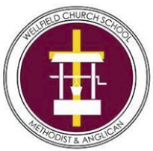 WELLFIELD CHURCH SCHOOL
METHODIST & ANGLICAN